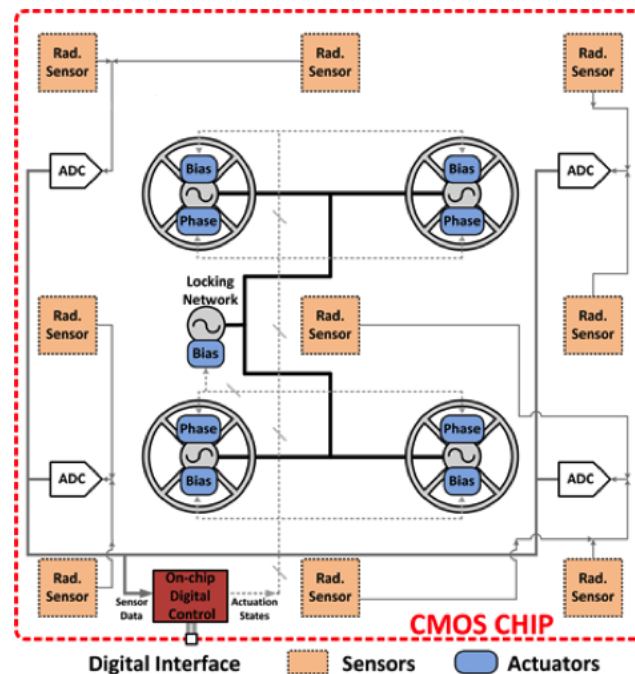 Rad.
Sensor
Rad.
Sensor
Rad.
Sensor
ADC
Bias
Phase
Bias
Phase
ADC
Locking
Network
Bias
Rad.
Sensor
Rad.
Sensor
Rad.
Sensor
Phase
Bias
Phase
Bias
ADC
ADC
Rad.
Sensor
Sensor
Data
On-chip
Digital
Control
Actuation
States
Rad.
Sensor
Rad.
Sensor
CMOS CHIP
Digital Interface
Sensors
Actuators